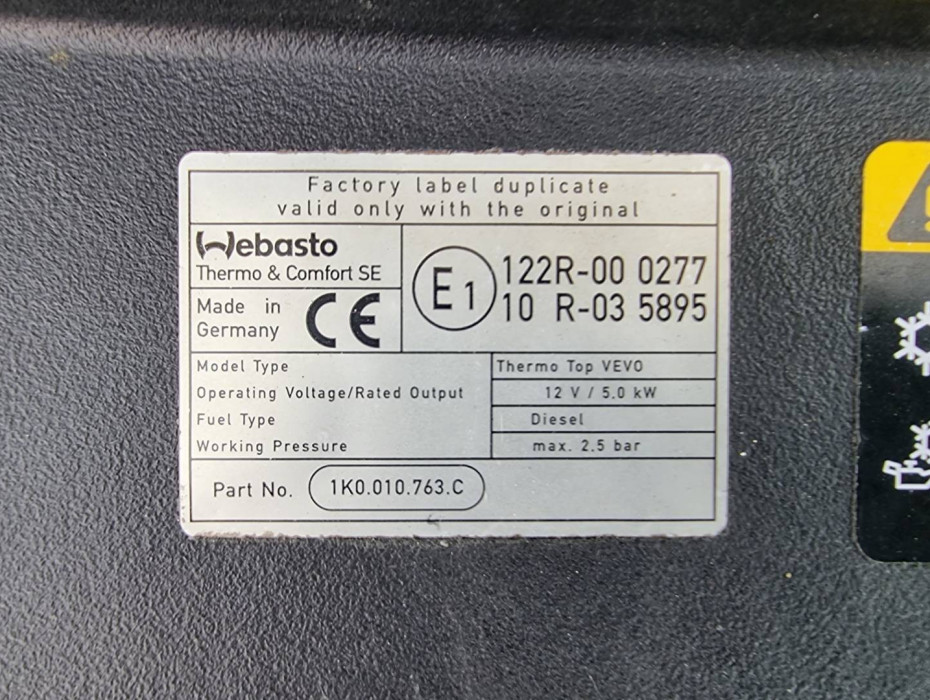 Factory label duplicate
valid only with the original
Webasto
Thermo & Comfort SE
Made in
Germany
CE
E1
122R-00 0277
10 R-03 5895
Model Type
Thermo Top VEVO
Operating Voltage/Rated Output
12 V / 5.0 kW
Fuel Type
Diesel
Working Pressure
max. 2.5 bar
Part No.
1K0.010.763.C